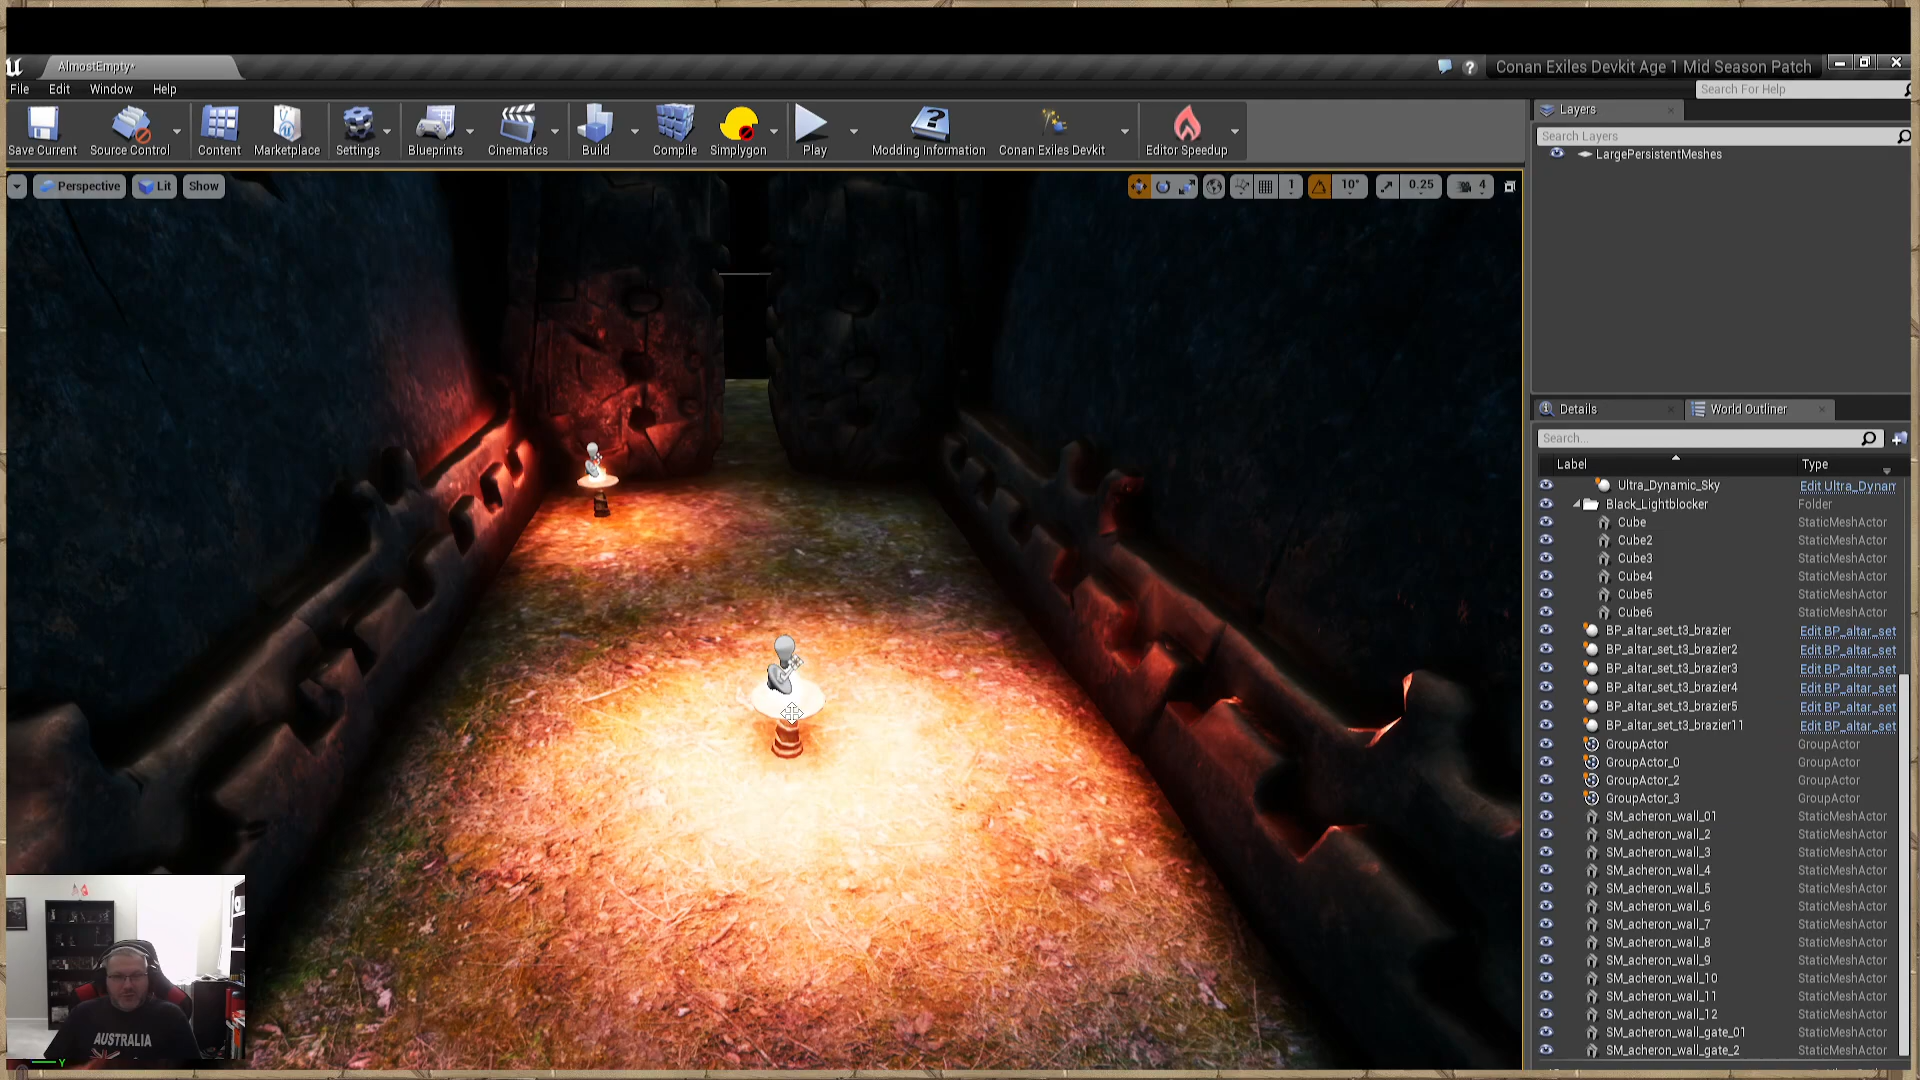 AlmostEmpty*
Conan Exiles Devkit Age 1 Mid Season Patch
File Edit Window Help
Search For Help
Save Current Source Control Content Marketplace Settings Blueprints Cinematics Build Compile Simplygon Play Modding Information Conan Exiles Devkit Editor Speedup
Layers
Search Layers
LargePersistentMeshes
Perspective Lit Show
1 10° 0.25 4
Details World Outliner
Search...
Label Type
Ultra_Dynamic_Sky Edit Ultra_Dynam
Black_Lightblocker Folder
Cube StaticMeshActor
Cube2 StaticMeshActor
Cube3 StaticMeshActor
Cube4 StaticMeshActor
Cube5 StaticMeshActor
Cube6 StaticMeshActor
BP_altar_set_t3_brazier Edit BP_altar_set
BP_altar_set_t3_brazier2 Edit BP_altar_set
BP_altar_set_t3_brazier3 Edit BP_altar_set
BP_altar_set_t3_brazier4 Edit BP_altar_set
BP_altar_set_t3_brazier5 Edit BP_altar_set
BP_altar_set_t3_brazier11 Edit BP_altar_set
GroupActor GroupActor
GroupActor_0 GroupActor
GroupActor_2 GroupActor
GroupActor_3 GroupActor
SM_acheron_wall_01 StaticMeshActor
SM_acheron_wall_2 StaticMeshActor
SM_acheron_wall_3 StaticMeshActor
SM_acheron_wall_4 StaticMeshActor
SM_acheron_wall_5 StaticMeshActor
SM_acheron_wall_6 StaticMeshActor
SM_acheron_wall_7 StaticMeshActor
SM_acheron_wall_8 StaticMeshActor
SM_acheron_wall_9 StaticMeshActor
SM_acheron_wall_10 StaticMeshActor
SM_acheron_wall_11 StaticMeshActor
SM_acheron_wall_12 StaticMeshActor
SM_acheron_wall_gate_01 StaticMeshActor
SM_acheron_wall_gate_2 StaticMeshActor
AUSTRALIA
Y